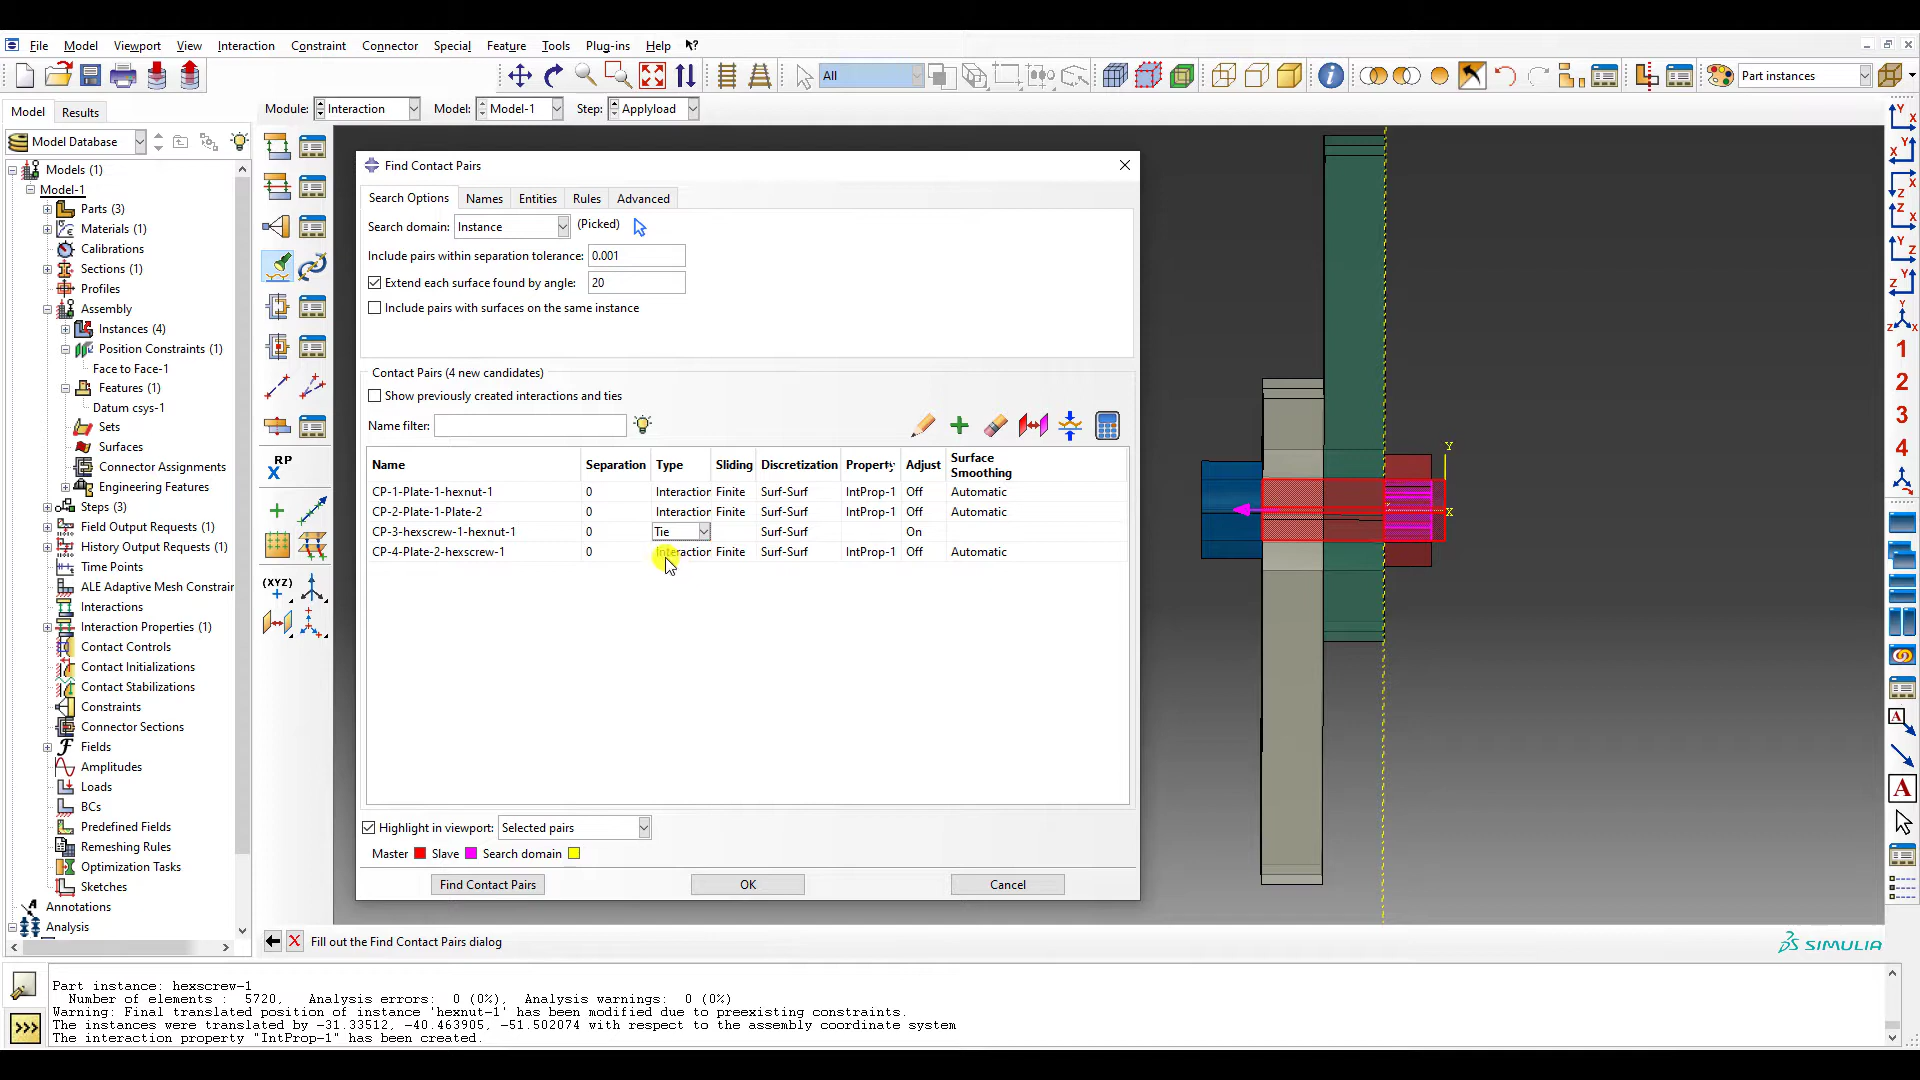 File Model Viewport View Interaction Constraint Connector Special Feature Tools Plug-ins Help
All
Part instances
Model Results
Module: Interaction Model: Model-1 Step: Applyload
Model Database
Models (1)
Model-1
Parts (3)
Materials (1)
Calibrations
Sections (1)
Profiles
Assembly
Instances (4)
Position Constraints (1)
Face to Face-1
Features (1)
Datum csys-1
Sets
Surfaces
Connector Assignments
Engineering Features
Steps (3)
Field Output Requests (1)
History Output Requests (1)
Time Points
ALE Adaptive Mesh Constrain
Interactions
Interaction Properties (1)
Contact Controls
Contact Initializations
Contact Stabilizations
Constraints
Connector Sections
Fields
Amplitudes
Loads
BCs
Predefined Fields
Remeshing Rules
Optimization Tasks
Sketches
Annotations
Analysis
RP
X
(XYZ)
Find Contact Pairs
Search Options Names Entities Rules Advanced
Search domain: Instance (Picked)
Include pairs within separation tolerance: 0.001
Extend each surface found by angle: 20
Include pairs with surfaces on the same instance
Contact Pairs (4 new candidates)
Show previously created interactions and ties
Name filter:
Name Separation Type Sliding Discretization Property Adjust Surface Smoothing
CP-1-Plate-1-hexnut-1 0 Interaction Finite Surf-Surf IntProp-1 Off Automatic
CP-2-Plate-1-Plate-2 0 Interaction Finite Surf-Surf IntProp-1 Off Automatic
CP-3-hexscrew-1-hexnut-1 0 Tie Surf-Surf On
CP-4-Plate-2-hexscrew-1 0 Interaction Finite Surf-Surf IntProp-1 Off Automatic
Highlight in viewport: Selected pairs
Master Slave Search domain
Find Contact Pairs OK Cancel
Y
X
1
2
3
4
A
A
Fill out the Find Contact Pairs dialog
SIMULIA
Part instance: hexscrew-1
Number of elements : 5720, Analysis errors: 0 (0%), Analysis warnings: 0 (0%)
Warning: Final translated position of instance 'hexnut-1' has been modified due to preexisting constraints.
The instances were translated by -31.33512, -40.463905, -51.502074 with respect to the assembly coordinate system
The interaction property "IntProp-1" has been created.
>>>